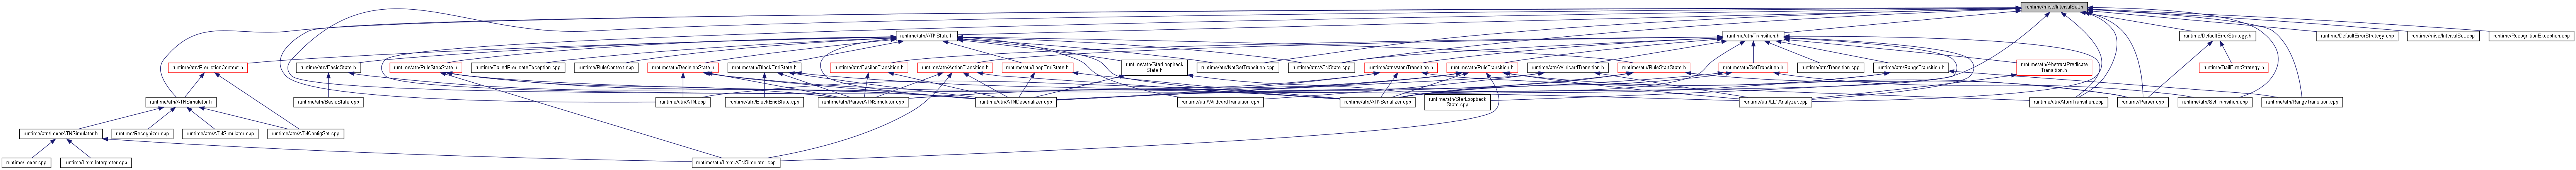 runtime/misc/IntervalSet.h
runtime/atn/ATNState.h
runtime/atn/Transition.h
runtime/DefaultErrorStrategy.h
runtime/DefaultErrorStrategy.cpp
runtime/misc/IntervalSet.cpp
runtime/RecognitionException.cpp
runtime/atn/PredictionContext.h
runtime/atn/BasicState.h
runtime/atn/RuleStopState.h
runtime/FailedPredicateException.cpp
runtime/RuleContext.cpp
runtime/atn/DecisionState.h
runtime/atn/BlockEndState.h
runtime/atn/EpsilonTransition.h
runtime/atn/ActionTransition.h
runtime/atn/LoopEndState.h
runtime/atn/StarLoopback
State.h
runtime/atn/NotSetTransition.cpp
runtime/atn/ATNState.cpp
runtime/atn/AtomTransition.h
runtime/atn/RuleTransition.h
runtime/atn/WildcardTransition.h
runtime/atn/RuleStartState.h
runtime/atn/SetTransition.h
runtime/atn/Transition.cpp
runtime/atn/RangeTransition.h
runtime/atn/AbstractPredicate
Transition.h
runtime/BailErrorStrategy.h
runtime/atn/ATNSimulator.h
runtime/atn/BasicState.cpp
runtime/atn/ATN.cpp
runtime/atn/BlockEndState.cpp
runtime/atn/ParserATNSimulator.cpp
runtime/atn/ATNDeserializer.cpp
runtime/atn/WildcardTransition.cpp
runtime/atn/ATNSerializer.cpp
runtime/atn/StarLoopback
State.cpp
runtime/atn/LL1Analyzer.cpp
runtime/atn/AtomTransition.cpp
runtime/Parser.cpp
runtime/atn/SetTransition.cpp
runtime/atn/RangeTransition.cpp
runtime/atn/LexerATNSimulator.h
runtime/Recognizer.cpp
runtime/atn/ATNSimulator.cpp
runtime/atn/ATNConfigSet.cpp
runtime/Lexer.cpp
runtime/LexerInterpreter.cpp
runtime/atn/LexerATNSimulator.cpp